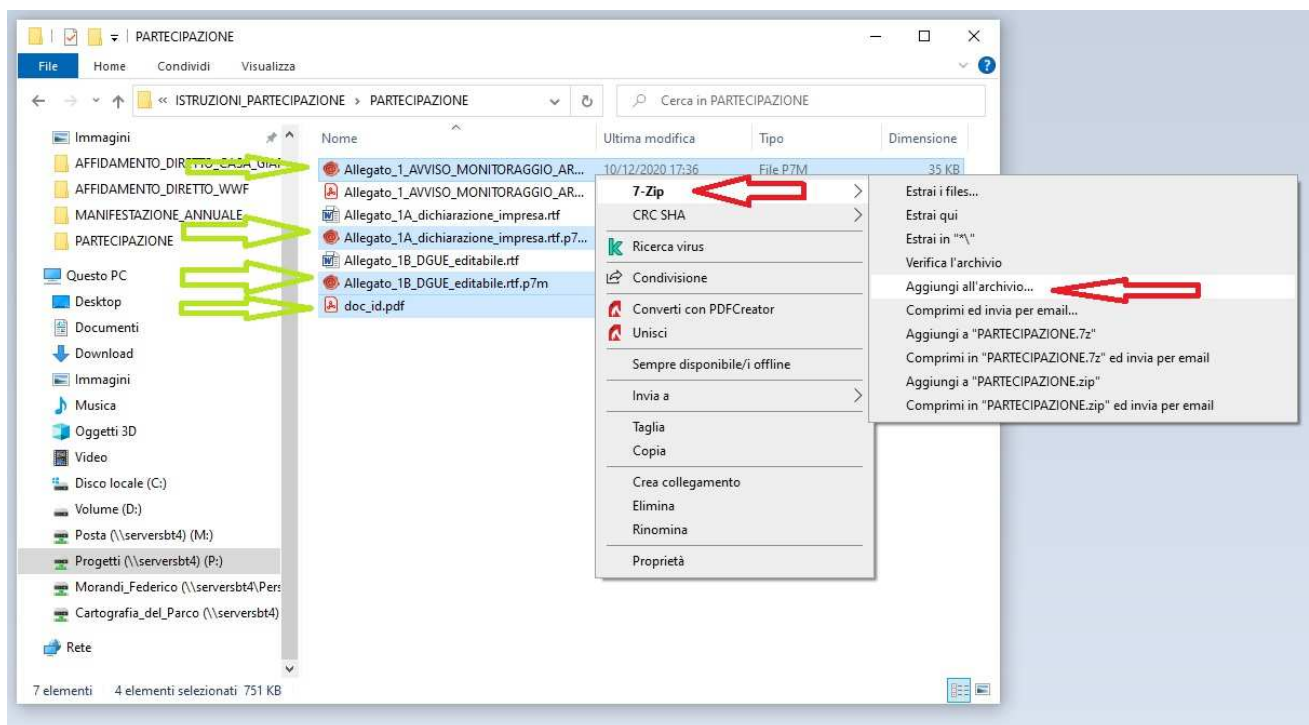 PARTECIPAZIONE
File Home Condividi Visualizza
« ISTRUZIONI_PARTECIPAZIONE > PARTECIPAZIONE
Cerca in PARTECIPAZIONE
Immagini
AFFIDAMENTO_DIRETTO_CASA_GIAI
AFFIDAMENTO_DIRETTO_WWF
MANIFESTAZIONE_ANNUALE
PARTECIPAZIONE
Questo PC
Desktop
Documenti
Download
Immagini
Musica
Oggetti 3D
Video
Disco locale (C:)
Volume (D:)
Posta (\\serversbt4) (M:)
Progetti (\\serversbt4) (P:)
Morandi_Federico (\\serversbt4\Pers
Cartografia_del_Parco (\\serversbt4)
Rete
Nome Ultima modifica Tipo Dimensione
Allegato_1_AVVISO_MONITORAGGIO_AR... 10/12/2020 17:36 File P7M 35 KB
Allegato_1_AVVISO_MONITORAGGIO_AR...
Allegato_1A_dichiarazione_impresa.rtf
Allegato_1A_dichiarazione_impresa.rtf.p7...
Allegato_1B_DGUE_editabile.rtf
Allegato_1B_DGUE_editabile.rtf.p7m
doc_id.pdf
7-Zip
CRC SHA
Ricerca virus
Condivisione
Converti con PDFCreator
Unisci
Sempre disponibile/i offline
Invia a
Taglia
Copia
Crea collegamento
Elimina
Rinomina
Proprietà
Estrai i files...
Estrai qui
Estrai in "*\"
Verifica l'archivio
Aggiungi all'archivio...
Comprimi ed invia per email...
Aggiungi a "PARTECIPAZIONE.7z"
Comprimi in "PARTECIPAZIONE.7z" ed invia per email
Aggiungi a "PARTECIPAZIONE.zip"
Comprimi in "PARTECIPAZIONE.zip" ed invia per email
7 elementi 4 elementi selezionati 751 KB